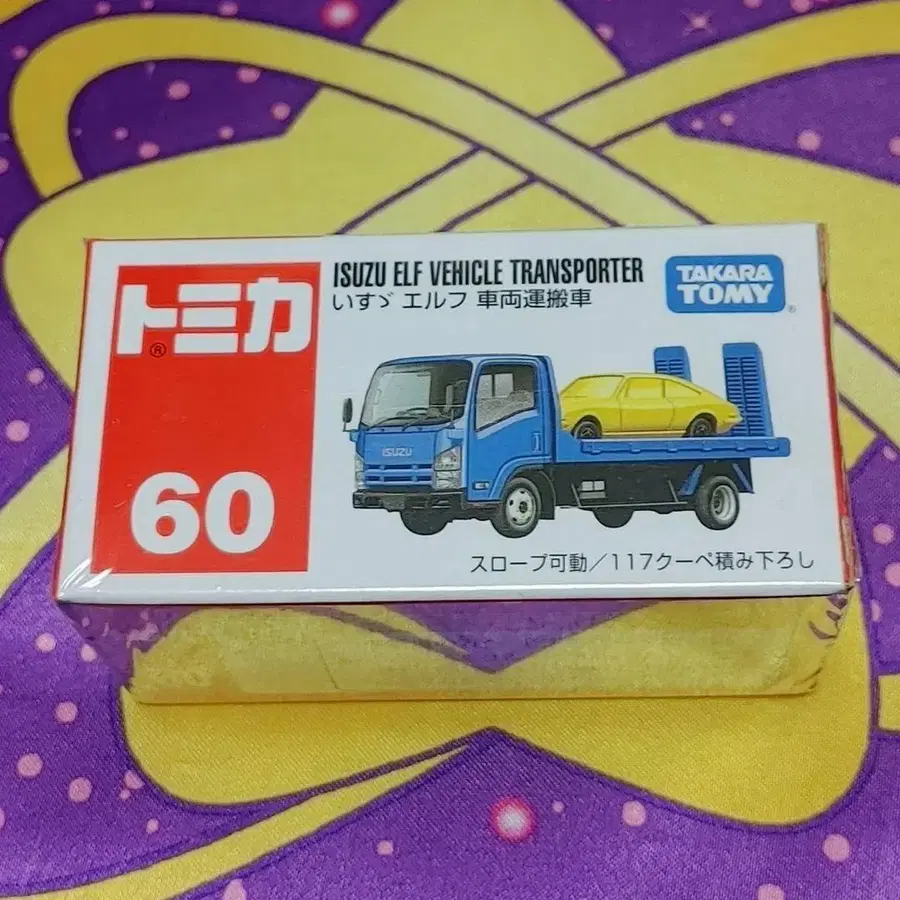 トミカ
®
60
ISUZU ELF VEHICLE TRANSPORTER
いすゞ エルフ 車両運搬車
TAKARA
TOMY®
ISUZU
スロープ可動/117クーペ積み下ろし